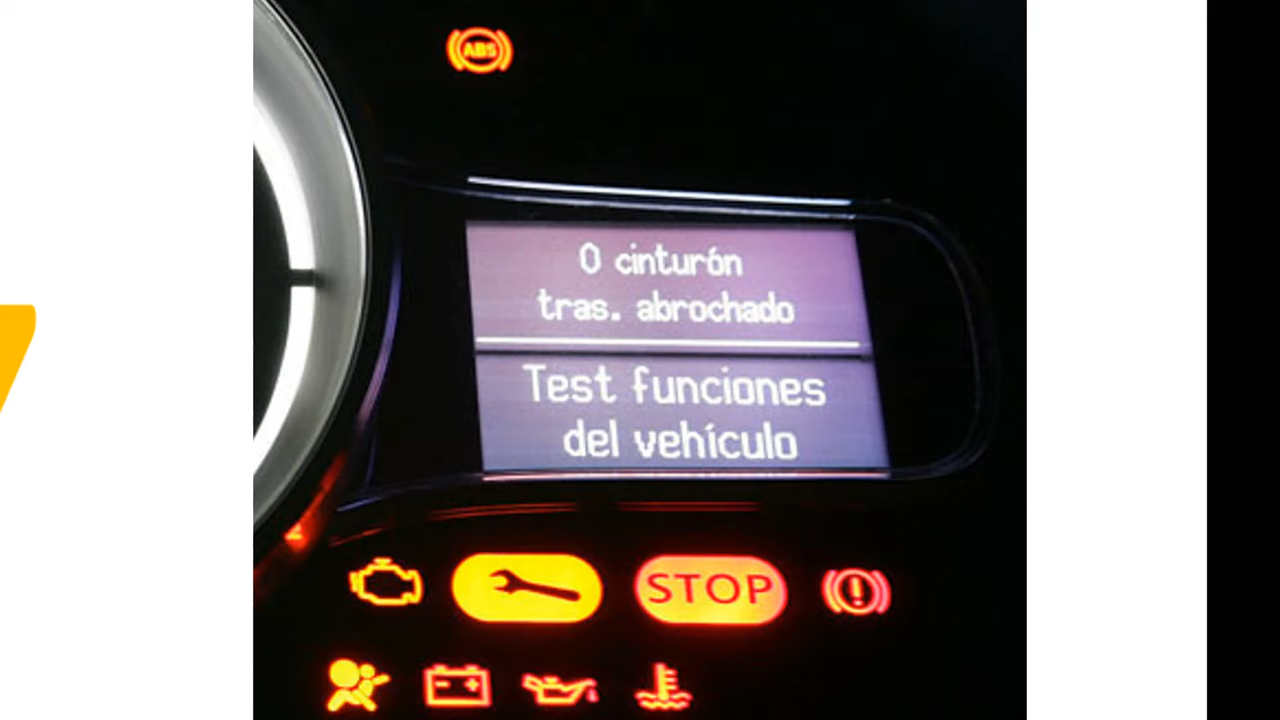 ABS
0 cinturón
tras. abrochado
Test funciones
del vehículo
STOP